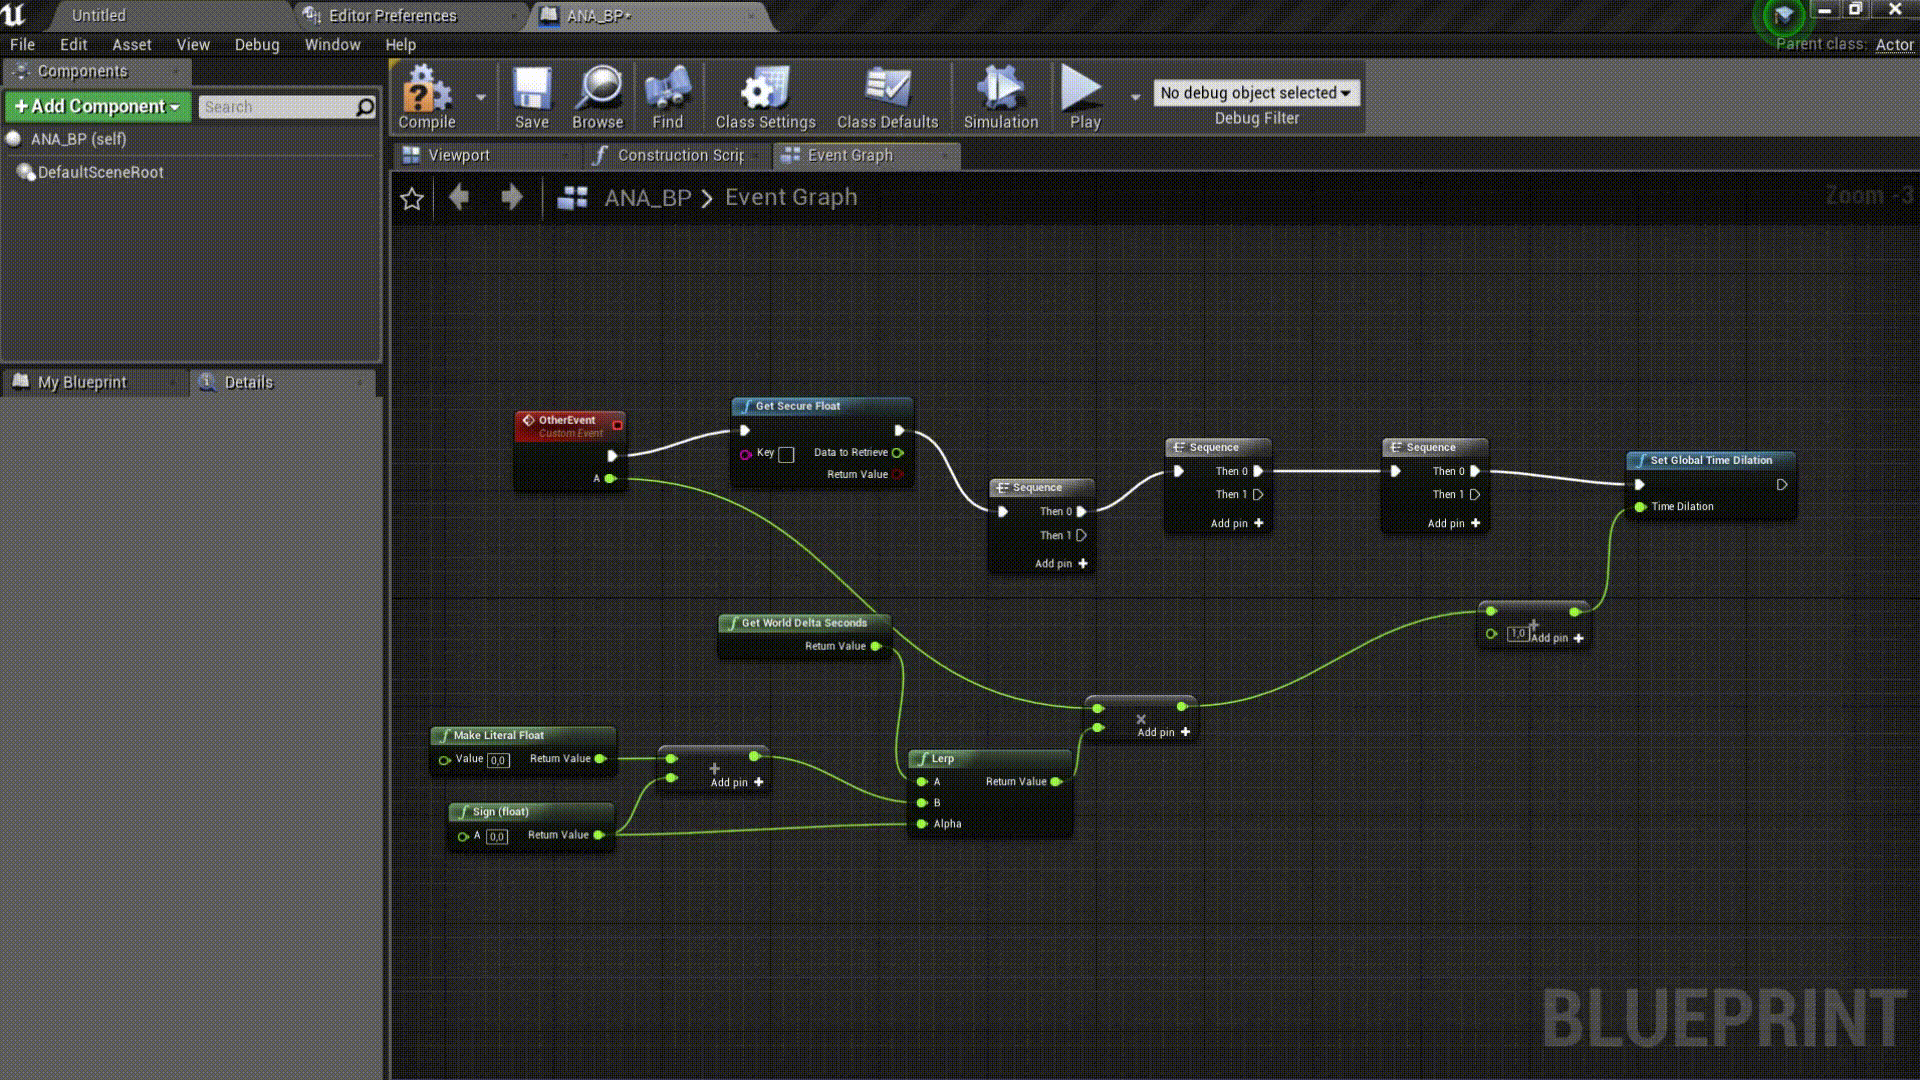 Untitled
Editor Preferences
ANA_BP*
File Edit Asset View Debug Window Help
Parent class: Actor
Components
+Add Component
Search
ANA_BP (self)
DefaultSceneRoot
Compile
Save
Browse
Find
Class Settings
Class Defaults
Simulation
Play
No debug object selected
Debug Filter
Viewport
Construction Scrip
Event Graph
ANA_BP > Event Graph
Zoom -3
My Blueprint
Details
OtherEvent
Custom Event
A
Get Secure Float
Key
Data to Retrieve
Return Value
Sequence
Then 0
Then 1
Add pin +
Sequence
Then 0
Then 1
Add pin +
Sequence
Then 0
Then 1
Add pin +
Set Global Time Dilation
Time Dilation
Get World Delta Seconds
Return Value
+
1,0
Add pin +
×
Add pin +
Make Literal Float
Value 0,0 Return Value
+
Add pin +
Lerp
A Return Value
B
Alpha
Sign (float)
A 0,0 Return Value
BLUEPRINT